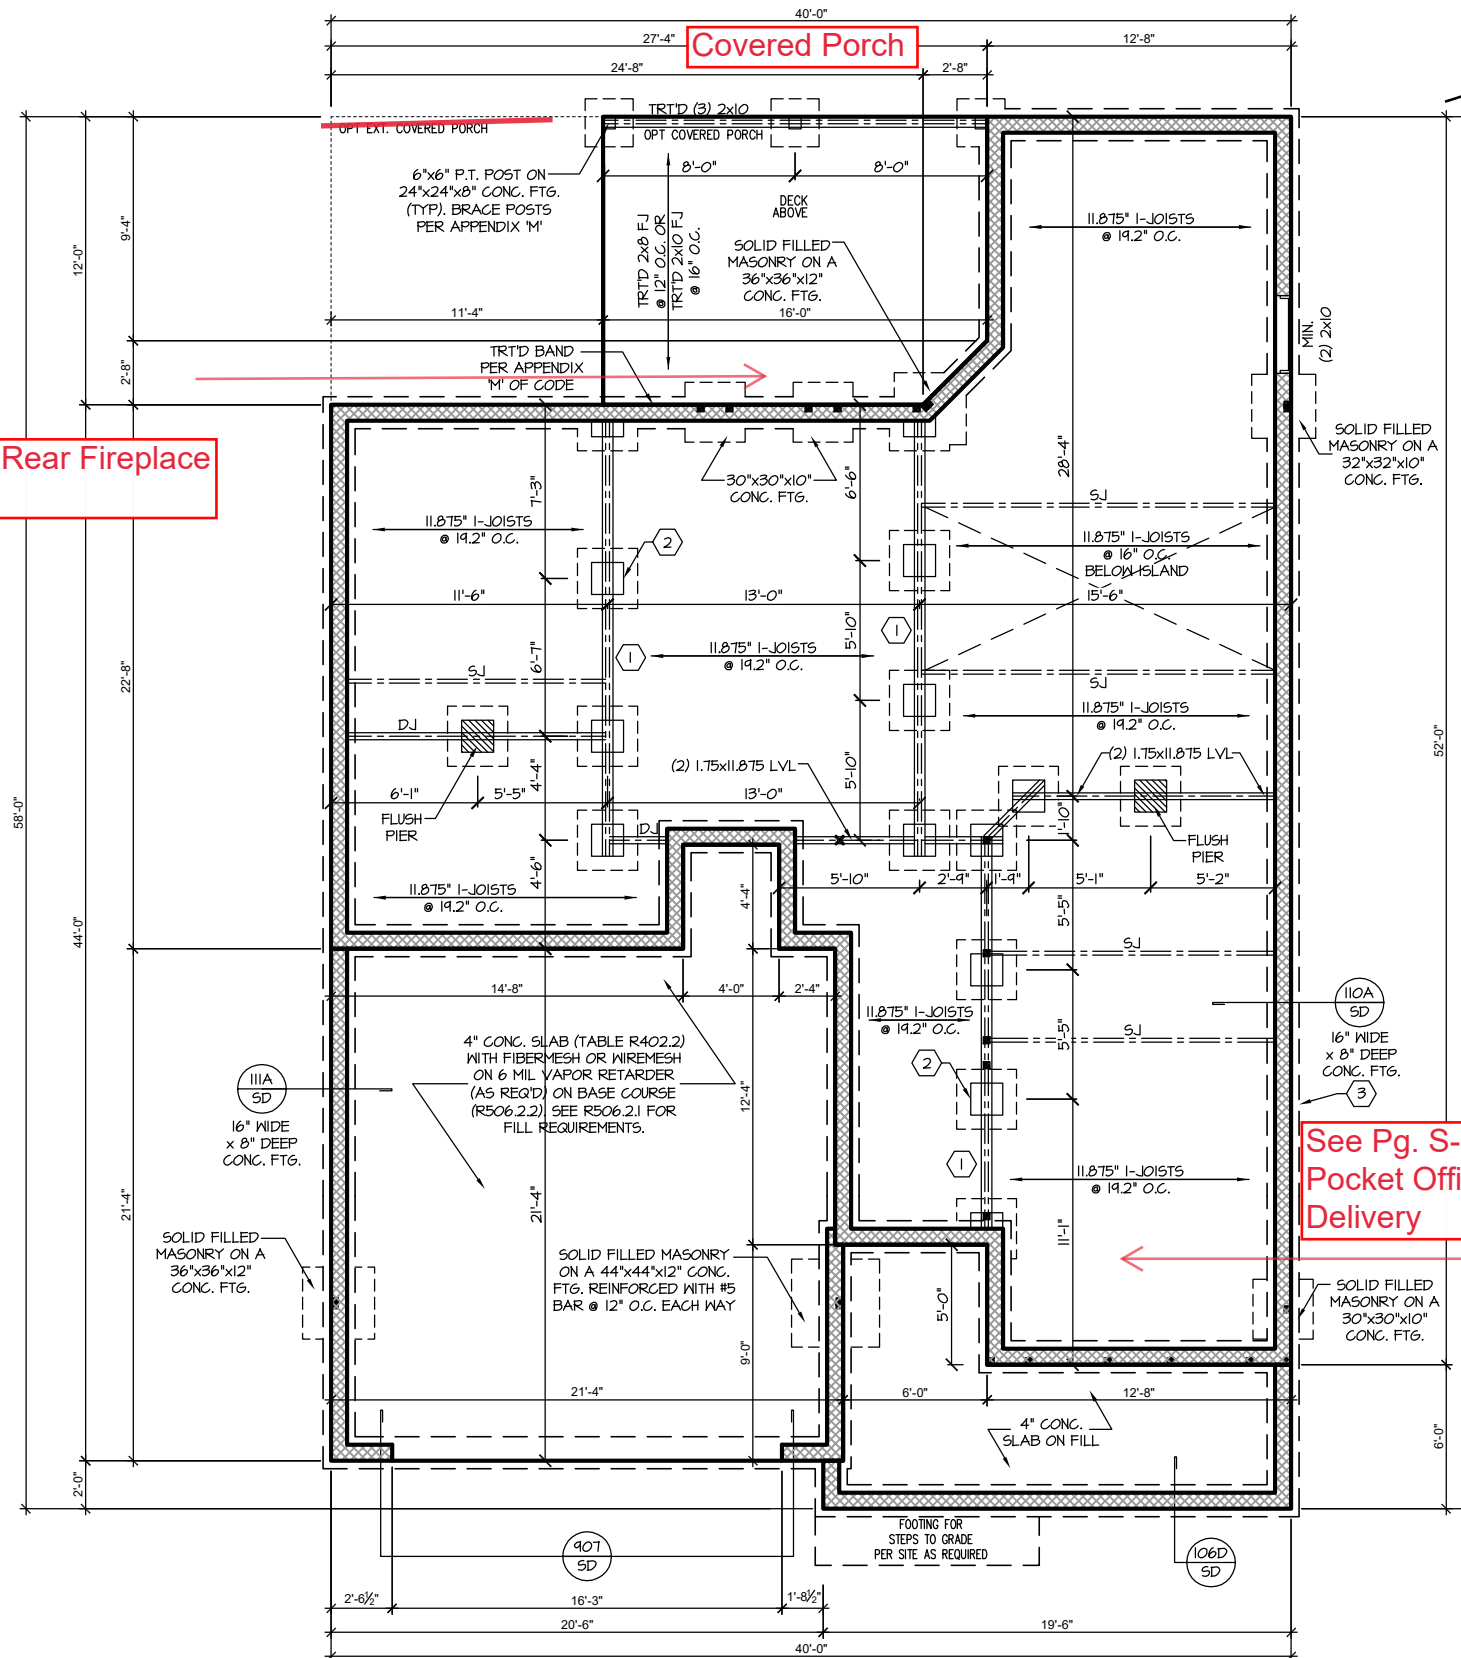 40'-0"
27'-4"
Covered Porch
12'-8"
24'-8"
2'-8"
TRT'D (3) 2x10
OPT EXT. COVERED PORCH
OPT COVERED PORCH
6"x6" P.T. POST ON
24"x24"x8" CONC. FTG.
(TYP). BRACE POSTS
PER APPENDIX 'M'
8'-0"
8'-0"
DECK
ABOVE
TRT'D 2x8 FJ
@ 12" O.C. OR
TRT'D 2x10 FJ
@ 16" O.C.
SOLID FILLED
MASONRY ON A
36"x36"x12"
CONC. FTG.
11.875" I-JOISTS
@ 19.2" O.C.
9'-4"
12'-0"
11'-4"
16'-0"
MIN.
(2) 2x10
2'-8"
TRT'D BAND
PER APPENDIX
'M' OF CODE
Rear Fireplace
SOLID FILLED
MASONRY ON A
32"x32"x10"
CONC. FTG.
30"x30"x10"
CONC. FTG.
7'-3"
6'-6"
28'-4"
SJ
11.875" I-JOISTS
@ 19.2" O.C.
2
11.875" I-JOISTS
@ 16" O.C.
BELOW ISLAND
11'-6"
13'-0"
15'-6"
22'-8"
6'-7"
1
11.875" I-JOISTS
@ 19.2" O.C.
1
5'-10"
SJ
SJ
11.875" I-JOISTS
@ 19.2" O.C.
DJ
52'-0"
(2) 1.75x11.875 LVL
(2) 1.75x11.875 LVL
4'-4"
5'-10"
6'-1"
5'-5"
13'-0"
58'-0"
FLUSH
PIER
DJ
1'-10"
FLUSH
PIER
4'-6"
11.875" I-JOISTS
@ 19.2" O.C.
5'-10"
2'-9"
1'-9"
5'-1"
5'-2"
4'-4"
5'-5"
44'-0"
SJ
14'-8"
4'-0"
2'-4"
11.875" I-JOISTS
@ 19.2" O.C.
110A
SD
16" WIDE
x 8" DEEP
CONC. FTG.
3
4" CONC. SLAB (TABLE R402.2)
WITH FIBERMESH OR WIREMESH
ON 6 MIL VAPOR RETARDER
(AS REQ'D) ON BASE COURSE
(R506.2.2). SEE R506.2.1 FOR
FILL REQUIREMENTS.
5'-5"
SJ
2
111A
SD
16" WIDE
x 8" DEEP
CONC. FTG.
12'-4"
See Pg. S-
Pocket Offi
Delivery
1
11.875" I-JOISTS
@ 19.2" O.C.
21'-4"
21'-4"
11'-1"
SOLID FILLED
MASONRY ON A
36"x36"x12"
CONC. FTG.
SOLID FILLED MASONRY
ON A 44"x44"x12" CONC.
FTG. REINFORCED WITH #5
BAR @ 12" O.C. EACH WAY
5'-0"
SOLID FILLED
MASONRY ON A
30"x30"x10"
CONC. FTG.
9'-0"
21'-4"
6'-0"
12'-8"
4" CONC.
SLAB ON FILL
6'-0"
2'-0"
FOOTING FOR
STEPS TO GRADE
PER SITE AS REQUIRED
907
SD
106D
SD
2'-6½"
16'-3"
1'-8½"
20'-6"
19'-6"
40'-0"